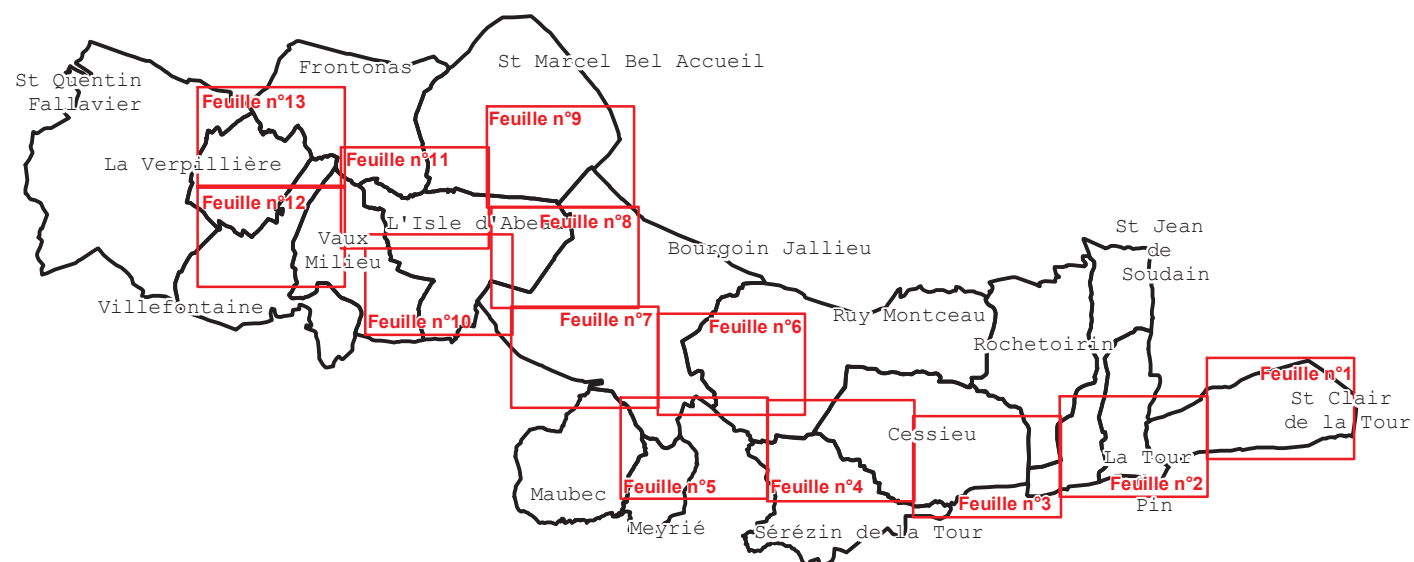 St Quentin
Fallavier
Frontonas
St Marcel Bel Accueil
Feuille n°13
Feuille n°9
La Verpillière
Feuille n°11
Feuille n°12
L'Isle d'Abeau
Feuille n°8
Vaux
Milieu
Bourgoin Jallieu
St Jean
de
Soudain
Villefontaine
Feuille n°10
Feuille n°7
Feuille n°6
Ruy Montceau
Rochetoirin
Feuille n°1
St Clair
de la Tour
Cessieu
La Tour
Pin
Feuille n°2
Maubec
Feuille n°5
Feuille n°4
Feuille n°3
Meyrié
Sérézin de la Tour